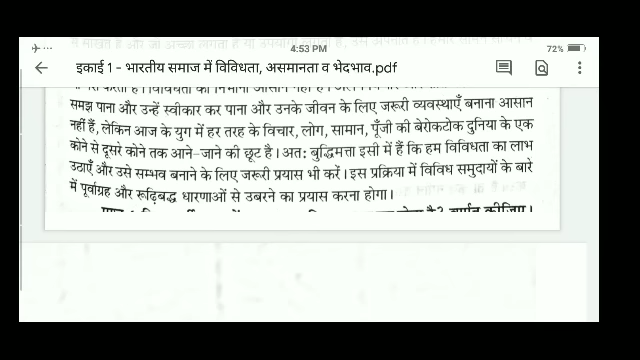 4:53 PM
72%
इकाई 1 - भारतीय समाज में विविधता, असमानता व भेदभाव.pdf
समझ पाना और उन्हें स्वीकार कर पाना और उनके जीवन के लिए जरूरी व्यवस्थाएँ बनाना आसान
नहीं हैं, लेकिन आज के युग में हर तरह के विचार, लोग, सामान, पूँजी की बेरोकटोक दुनिया के एक
कोने से दूसरे कोने तक आने-जाने की छूट है। अत: बुद्धिमत्ता इसी में हैं कि हम विविधता का लाभ
उठाएँ और उसे सम्भव बनाने के लिए जरूरी प्रयास भी करें। इस प्रक्रिया में विविध समुदायों के बारे
में पूर्वाग्रह और रूढ़िबद्ध धारणाओं से उबरने का प्रयास करना होगा।